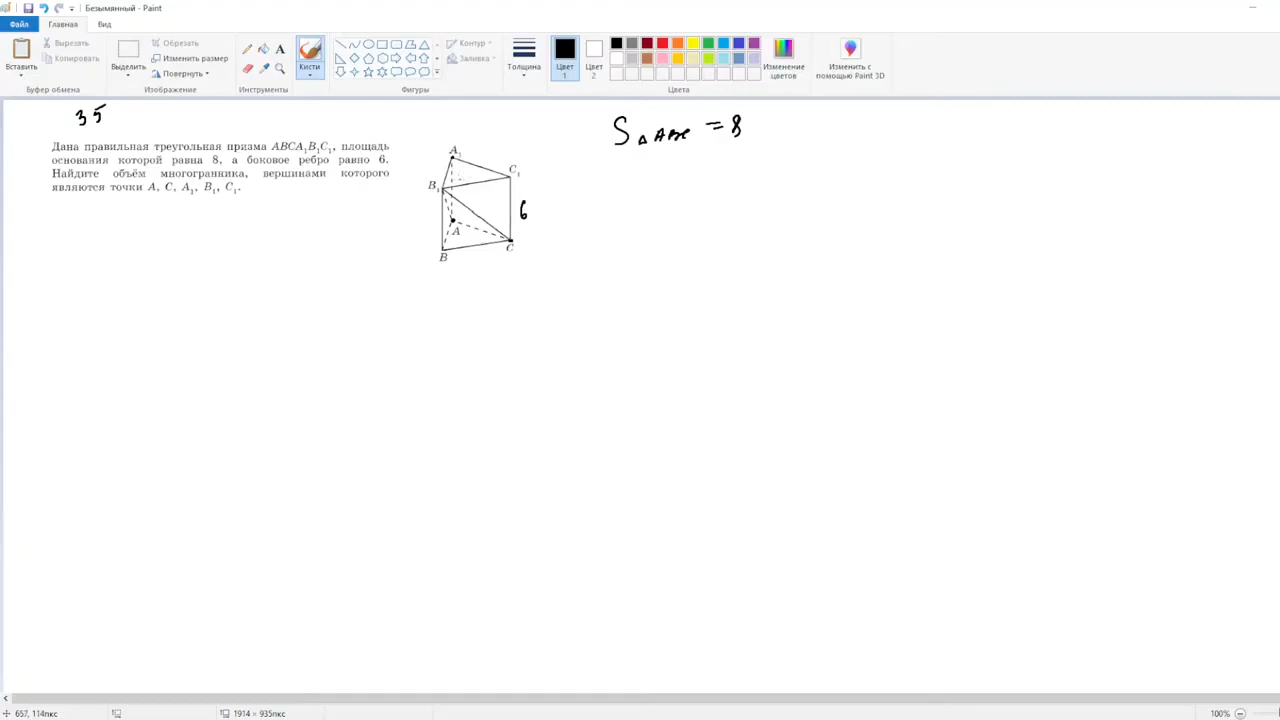 Безымянный - Paint
Файл Главная Вид
Вставить
Вырезать
Копировать
Буфер обмена
Выделить
Обрезать
Изменить размер
Повернуть
Изображение
A
Инструменты
Кисти
Контур
Заливка
Фигуры
Толщина
Цвет 1
Цвет 2
Цвета
Изменение цветов
Изменить с помощью Paint 3D
35
Дана правильная треугольная призма ABCA₁B₁C₁, площадь
основания которой равна 8, а боковое ребро равно 6.
Найдите объём многогранника, вершинами которого
являются точки A, C, A₁, B₁, C₁.
A₁
C₁
B₁
6
A
C
B
S△ABC = 8
657, 114пкс
1914 × 935пкс
100%